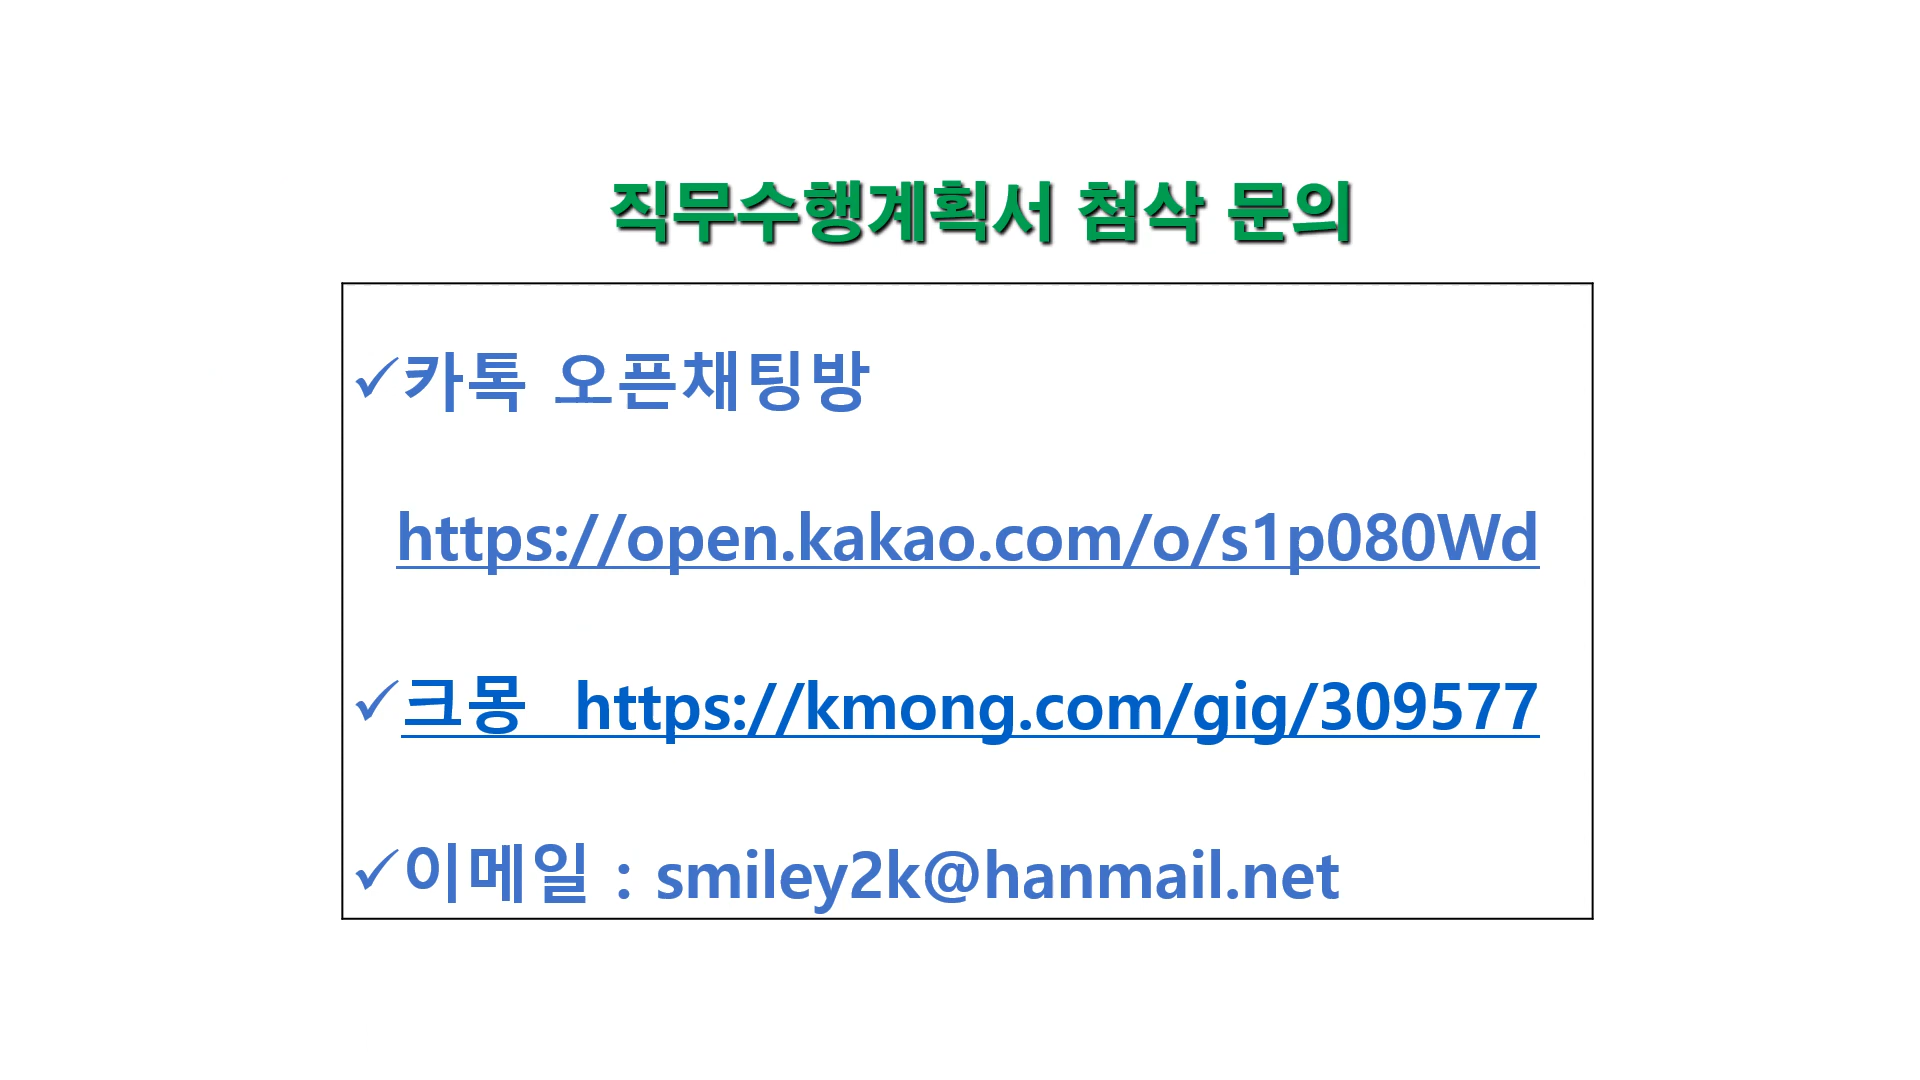 직무수행계획서 첨삭 문의
✓카톡 오픈채팅방
https://open.kakao.com/o/s1p080Wd
✓크몽 https://kmong.com/gig/309577
✓이메일 : smiley2k@hanmail.net